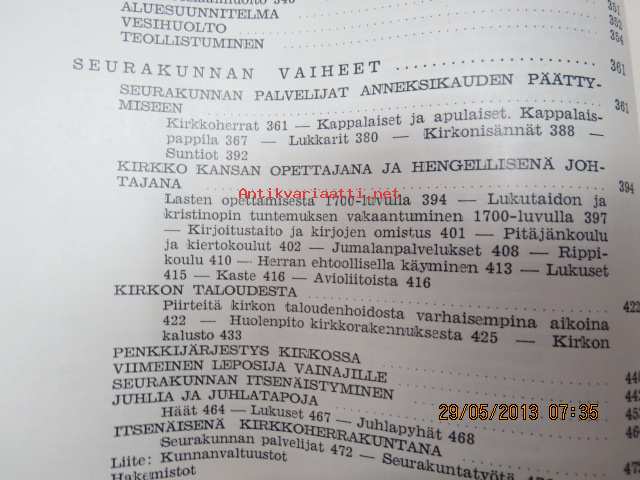 ALUESUUNNITELMA 351
VESIHUOLTO 352
TEOLLISTUMINEN 354
SEURAKUNNAN VAIHEET 361
SEURAKUNNAN PALVELIJAT ANNEKSIKAUDEN PÄÄTTY-
MISEEN 361
Kirkkoherrat 361 — Kappalaiset ja apulaiset. Kappalais-
pappila 367 — Lukkarit 380 — Kirkonisännät 388 —
Suntiot 392
KIRKKO KANSAN OPETTAJANA JA HENGELLISENÄ JOH-
TAJANA 394
Antikvariaatti.net
Lasten opettamisesta 1700-luvulla 394 — Lukutaidon ja
kristinopin tuntemuksen vakaantuminen 1700-luvulla 397
— Kirjoitustaito ja kirjojen omistus 401 — Pitäjänkoulu
ja kiertokoulut 402 — Jumalanpalvelukset 408 — Rippi-
koulu 410 — Herran ehtoollisella käyminen 413 — Lukuset
415 — Kaste 416 — Avioliitoista 416
KIRKON TALOUDESTA 422
Piirteitä kirkon taloudenhoidosta varhaisempina aikoina
422 — Huolenpito kirkkorakennuksesta 425 — Kirkon
kalusto 433
PENKKIJÄRJESTYS KIRKOSSA
VIIMEINEN LEPOSIJA VAINAJILLE
SEURAKUNNAN ITSENÄISTYMINEN
JUHLIA JA JUHLATAPOJA
Häät 464 — Lukuset 467 — Juhlapyhät 468
ITSENÄISENÄ KIRKKOHERRAKUNTANA
Seurakunnan palvelijat 472 — Seurakuntatyötä
Liite: Kunnanvaltuustot
Hakemistot
29/05/2013 07:35